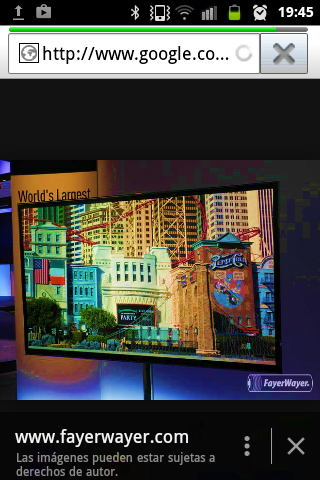 19:45
http://www.google.co...
World's Largest
PARTY
FayerWayer.
www.fayerwayer.com
Las imágenes pueden estar sujetas a
derechos de autor.